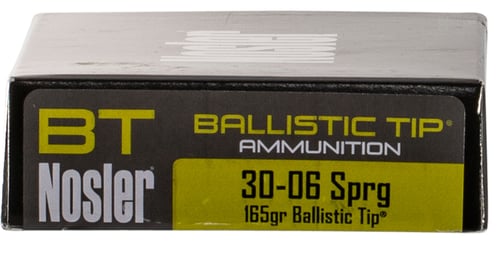 BT
Nosler®
BALLISTIC TIP®
AMMUNITION
30-06 Sprg
165gr Ballistic Tip®